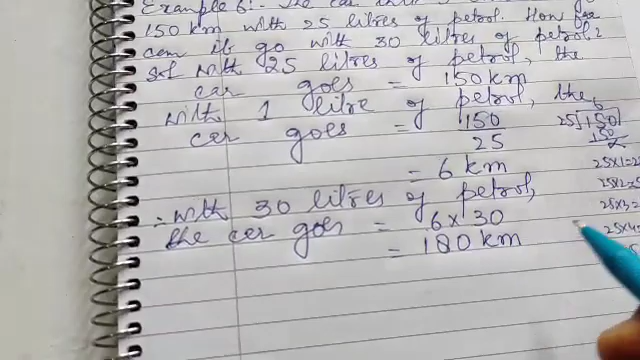 Example 6:- The car
150 km with 25 litres of petrol. How far
can it go with 30 litres of petrol?
sol with 25 litres of petrol, the
car goes = 150 km
with 1 litre of petrol, the
car goes = 150/25
= 6 km
∴ with 30 litres of petrol,
the car goes = 6 x 30
= 180 km
6
25)150
150
25x1=25
25x2=5
25x3=
25x4=